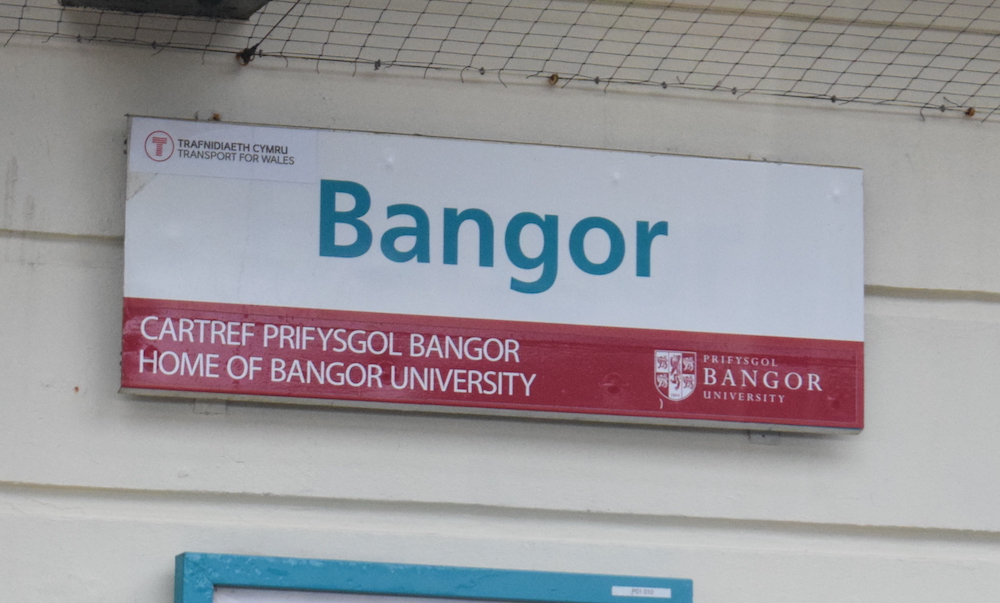 TRAFNIDIAETH CYMRU
TRANSPORT FOR WALES
Bangor
CARTREF PRIFYSGOL BANGOR
HOME OF BANGOR UNIVERSITY
PRIFYSGOL
BANGOR
UNIVERSITY